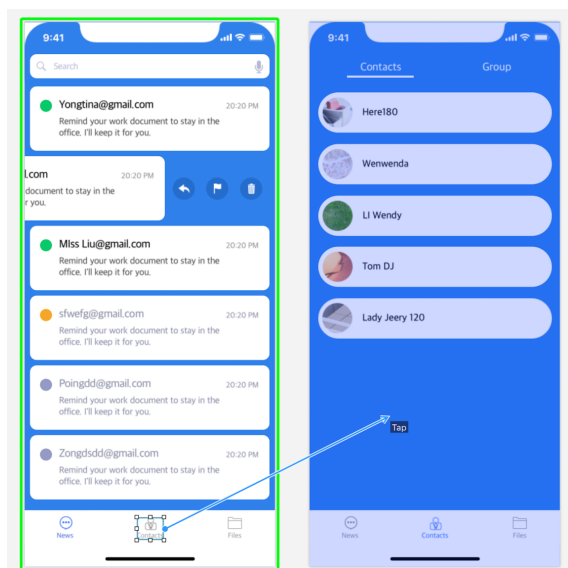 9:41
Search
Yongtina@gmail.com 20:20 PM
Remind your work document to stay in the
office. I'll keep it for you.
l.com 20:20 PM
document to stay in the
r you.
MIss Liu@gmail.com 20:20 PM
Remind your work document to stay in the
office. I'll keep it for you.
sfwefg@gmail.com 20:20 PM
Remind your work document to stay in the
office. I'll keep it for you.
Poingdd@gmail.com 20:20 PM
Remind your work document to stay in the
office. I'll keep it for you.
Zongdsdd@gmail.com 20:20 PM
Remind your work document to stay in the
office. I'll keep it for you.
News Contacts Files
9:41
Contacts Group
Here180
Wenwenda
LI Wendy
Tom DJ
Lady Jeery 120
Tap
News Contacts Files